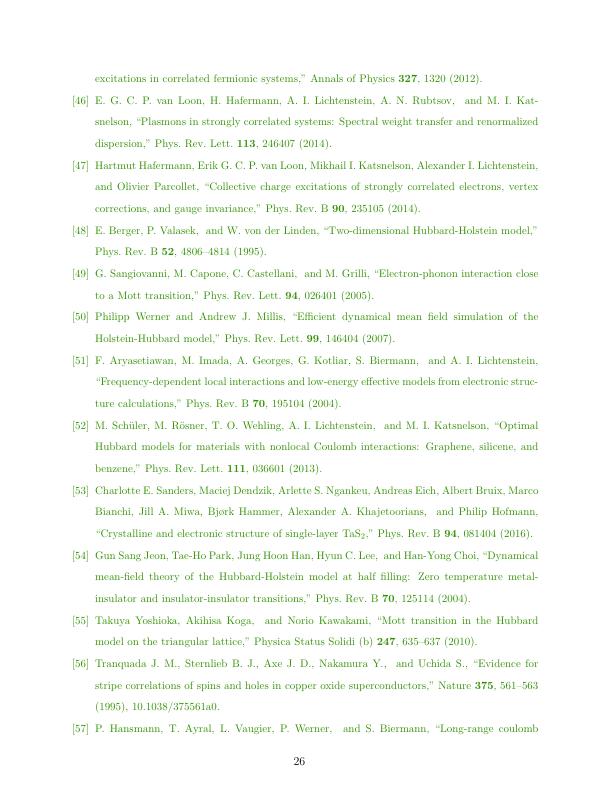 excitations in correlated fermionic systems,” Annals of Physics 327, 1320 (2012).
[46] E. G. C. P. van Loon, H. Hafermann, A. I. Lichtenstein, A. N. Rubtsov, and M. I. Kat-
snelson, “Plasmons in strongly correlated systems: Spectral weight transfer and renormalized
dispersion,” Phys. Rev. Lett. 113, 246407 (2014).
[47] Hartmut Hafermann, Erik G. C. P. van Loon, Mikhail I. Katsnelson, Alexander I. Lichtenstein,
and Olivier Parcollet, “Collective charge excitations of strongly correlated electrons, vertex
corrections, and gauge invariance,” Phys. Rev. B 90, 235105 (2014).
[48] E. Berger, P. Valasek, and W. von der Linden, “Two-dimensional Hubbard-Holstein model,”
Phys. Rev. B 52, 4806–4814 (1995).
[49] G. Sangiovanni, M. Capone, C. Castellani, and M. Grilli, “Electron-phonon interaction close
to a Mott transition,” Phys. Rev. Lett. 94, 026401 (2005).
[50] Philipp Werner and Andrew J. Millis, “Efficient dynamical mean field simulation of the
Holstein-Hubbard model,” Phys. Rev. Lett. 99, 146404 (2007).
[51] F. Aryasetiawan, M. Imada, A. Georges, G. Kotliar, S. Biermann, and A. I. Lichtenstein,
“Frequency-dependent local interactions and low-energy effective models from electronic struc-
ture calculations,” Phys. Rev. B 70, 195104 (2004).
[52] M. Schüler, M. Rösner, T. O. Wehling, A. I. Lichtenstein, and M. I. Katsnelson, “Optimal
Hubbard models for materials with nonlocal Coulomb interactions: Graphene, silicene, and
benzene,” Phys. Rev. Lett. 111, 036601 (2013).
[53] Charlotte E. Sanders, Maciej Dendzik, Arlette S. Ngankeu, Andreas Eich, Albert Bruix, Marco
Bianchi, Jill A. Miwa, Bjørk Hammer, Alexander A. Khajetoorians, and Philip Hofmann,
“Crystalline and electronic structure of single-layer TaS₂,” Phys. Rev. B 94, 081404 (2016).
[54] Gun Sang Jeon, Tae-Ho Park, Jung Hoon Han, Hyun C. Lee, and Han-Yong Choi, “Dynamical
mean-field theory of the Hubbard-Holstein model at half filling: Zero temperature metal-
insulator and insulator-insulator transitions,” Phys. Rev. B 70, 125114 (2004).
[55] Takuya Yoshioka, Akihisa Koga, and Norio Kawakami, “Mott transition in the Hubbard
model on the triangular lattice,” Physica Status Solidi (b) 247, 635–637 (2010).
[56] Tranquada J. M., Sternlieb B. J., Axe J. D., Nakamura Y., and Uchida S., “Evidence for
stripe correlations of spins and holes in copper oxide superconductors,” Nature 375, 561–563
(1995), 10.1038/375561a0.
[57] P. Hansmann, T. Ayral, L. Vaugier, P. Werner, and S. Biermann, “Long-range coulomb
26